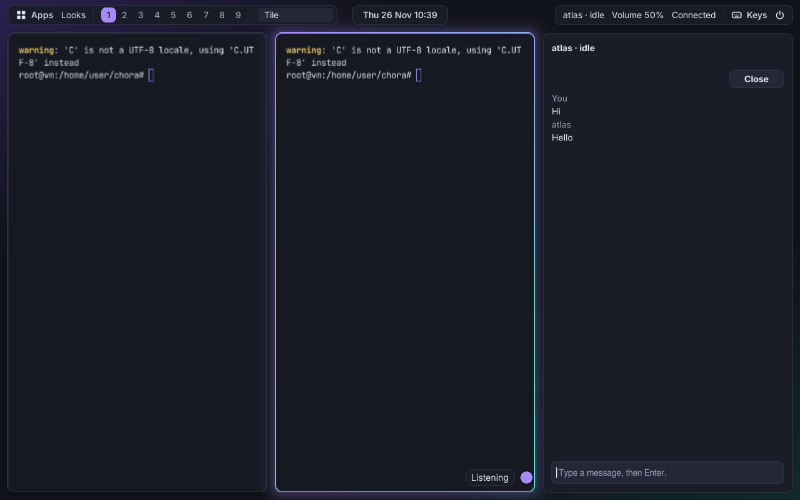 Apps Looks 1 2 3 4 5 6 7 8 9 Tile
Thu 26 Nov 10:39
atlas · idle Volume 50% Connected Keys
warning: 'C' is not a UTF-8 locale, using 'C.UT
F-8' instead
root@vm:/home/user/chora#
warning: 'C' is not a UTF-8 locale, using 'C.UT
F-8' instead
root@vm:/home/user/chora#
Listening
atlas · idle
Close
You
Hi
atlas
Hello
Type a message, then Enter.